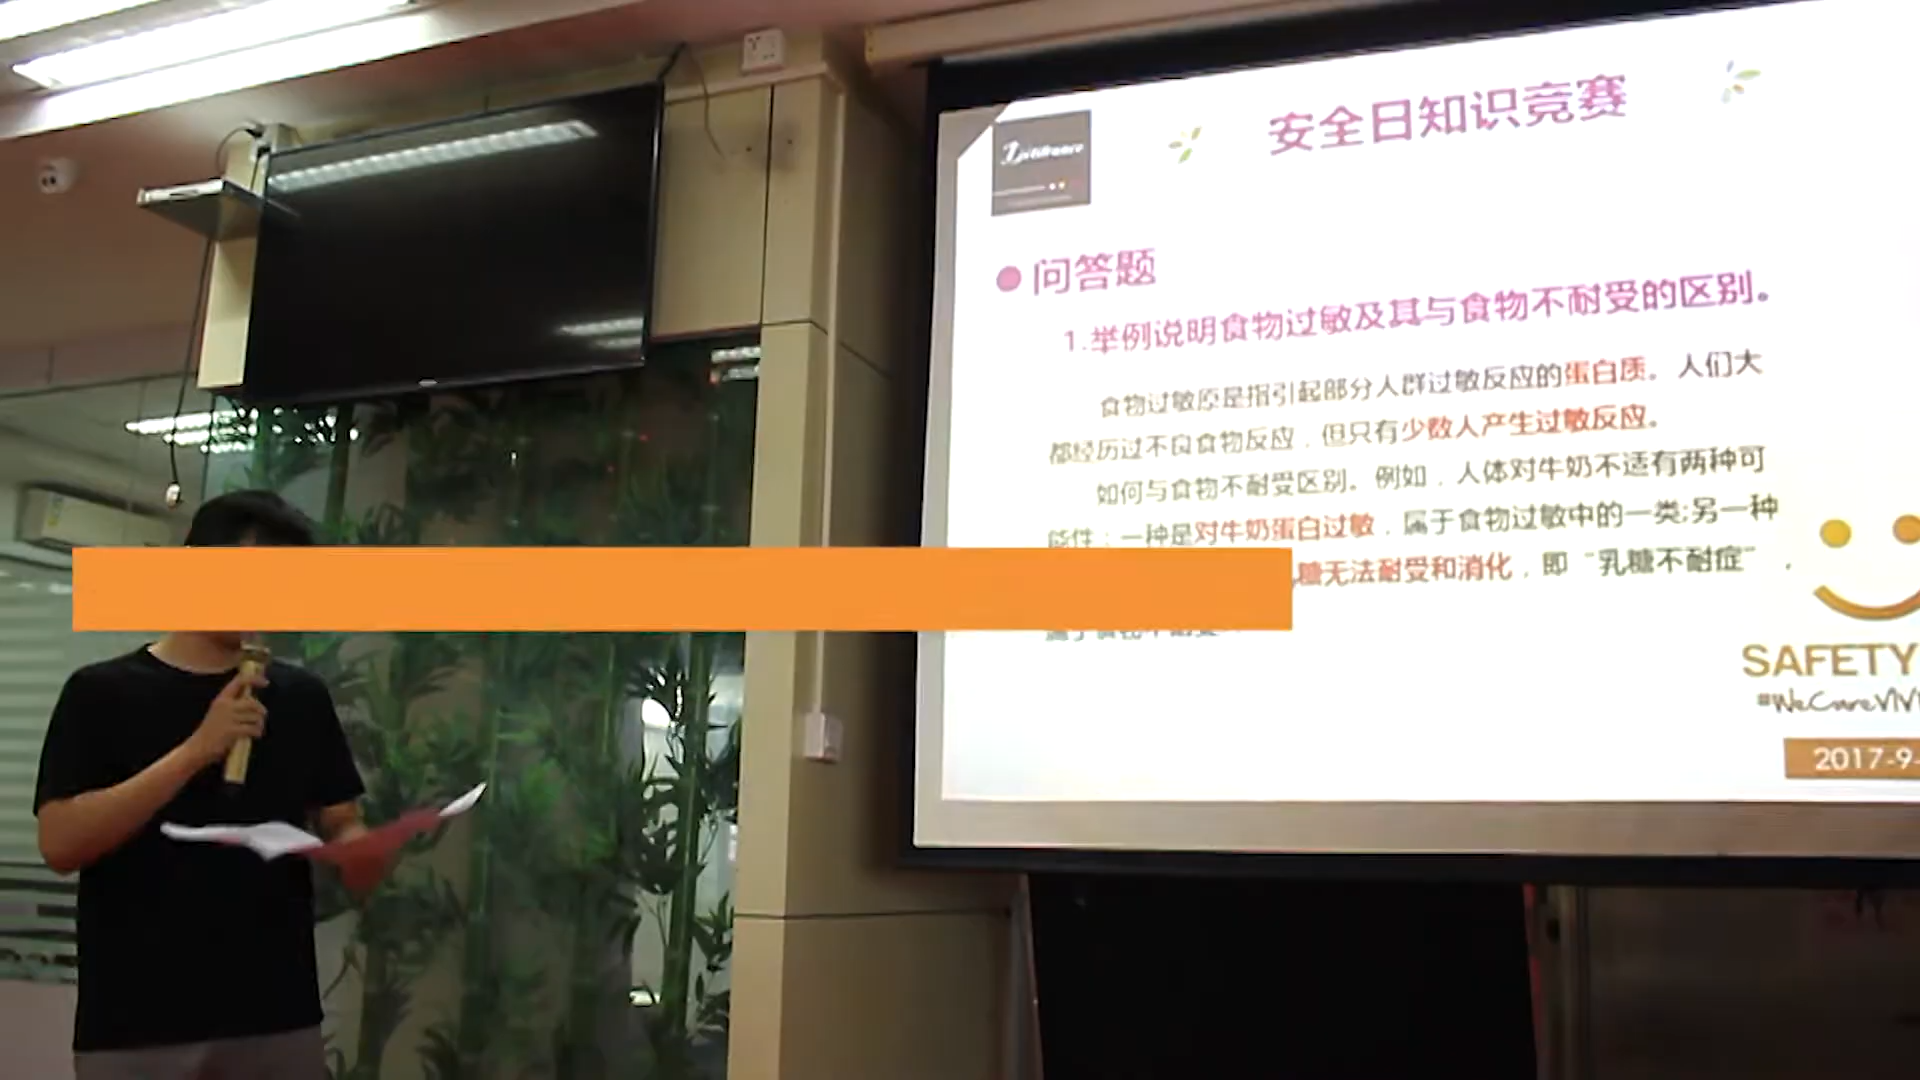 安全日知识竞赛
问答题
1.举例说明食物过敏及其与食物不耐受的区别。
食物过敏原是指引起部分人群过敏反应的蛋白质。人们大
都经历过不良食物反应,但只有少数人产生过敏反应。
如何与食物不耐受区别。例如,人体对牛奶不适有两种可
能性:一种是对牛奶蛋白过敏,属于食物过敏中的一类;另一种
糖无法耐受和消化,即“乳糖不耐症”,
SAFETY
#WeCare
2017-9-